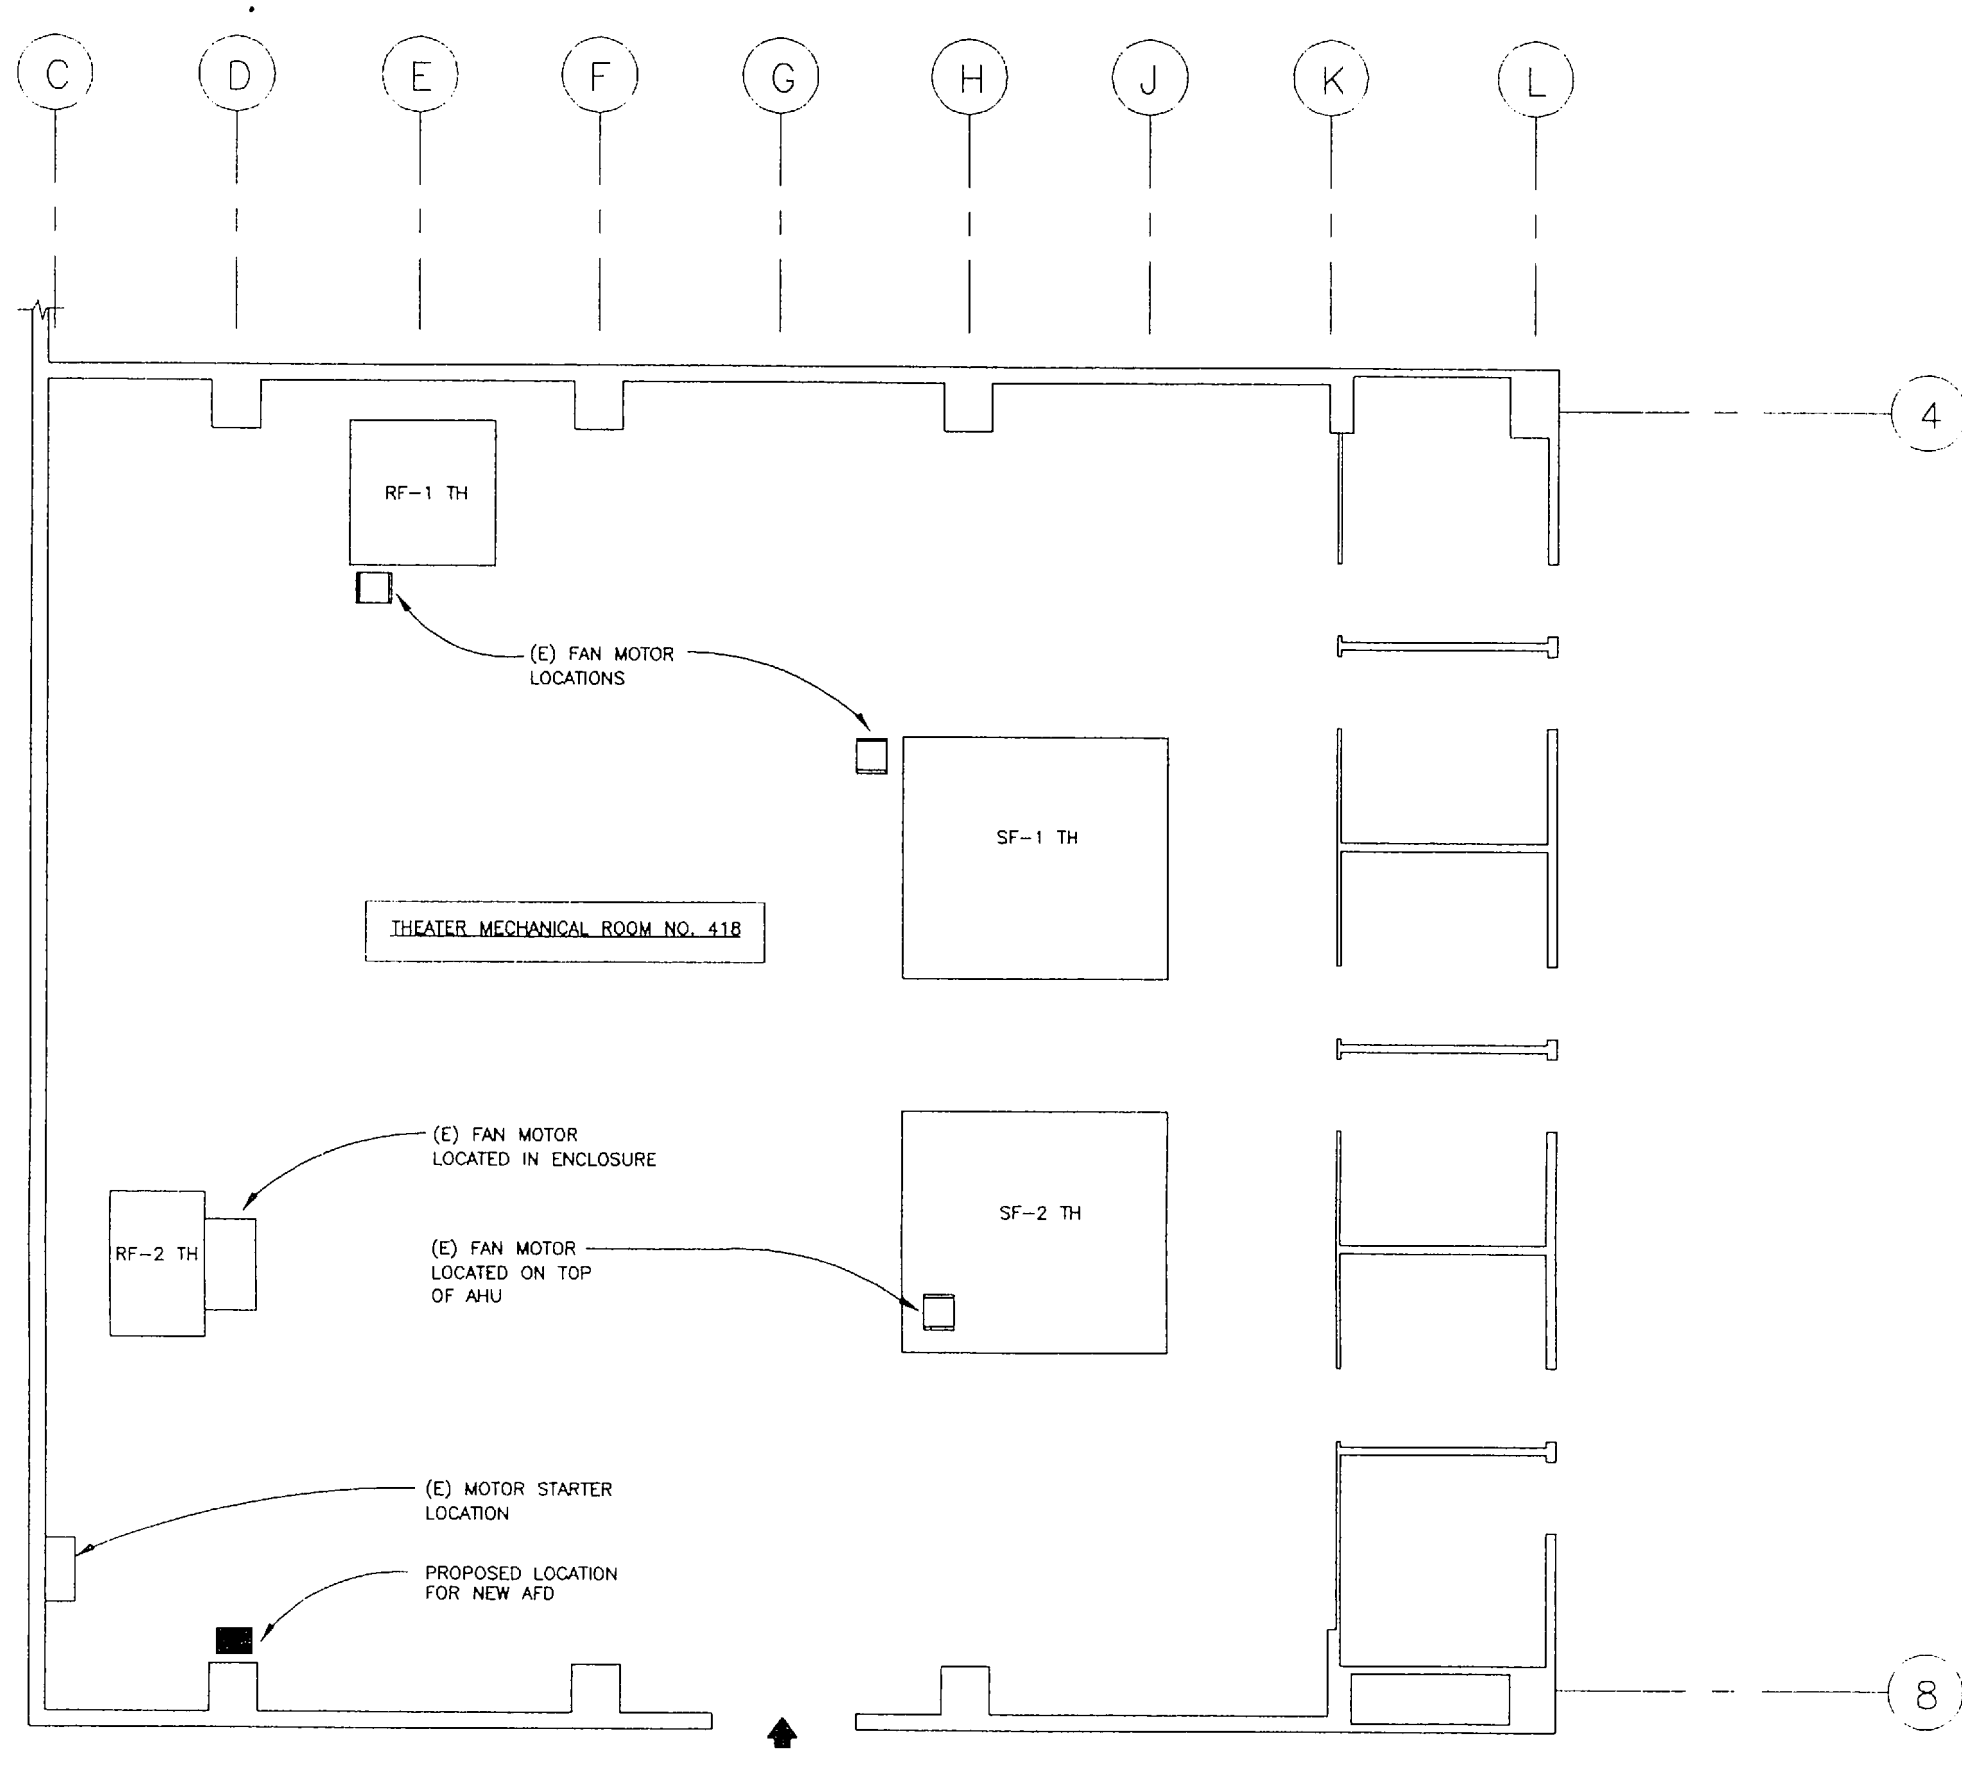 C D E F G H J K L
4
RF-1 TH
(E) FAN MOTOR
LOCATIONS
SF-1 TH
THEATER MECHANICAL ROOM NO. 418
(E) FAN MOTOR
LOCATED IN ENCLOSURE
SF-2 TH
RF-2 TH
(E) FAN MOTOR
LOCATED ON TOP
OF AHU
(E) MOTOR STARTER
LOCATION
PROPOSED LOCATION
FOR NEW AFD
8